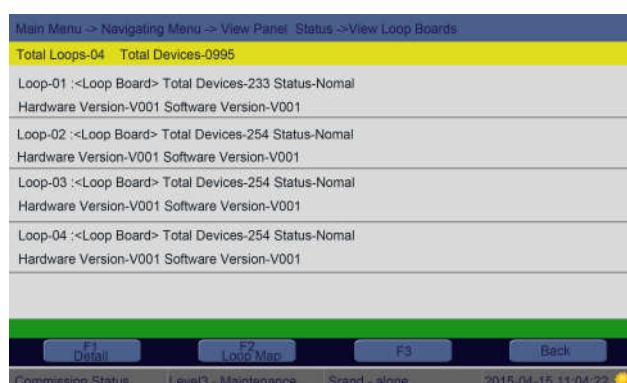 Main Menu -> Navigating Menu -> View Panel Status ->View Loop Boards
Total Loops-04 Total Devices-0995
Loop-01 :<Loop Board> Total Devices-233 Status-Nomal
Hardware Version-V001 Software Version-V001
Loop-02 :<Loop Board> Total Devices-254 Status-Nomal
Hardware Version-V001 Software Version-V001
Loop-03 :<Loop Board> Total Devices-254 Status-Nomal
Hardware Version-V001 Software Version-V001
Loop-04 :<Loop Board> Total Devices-254 Status-Nomal
Hardware Version-V001 Software Version-V001
F1 F2 F3 Back
Detail Loop Map
Commission Status Level3 - Maintenance Srand - alone 2015-04-15 11:04:22